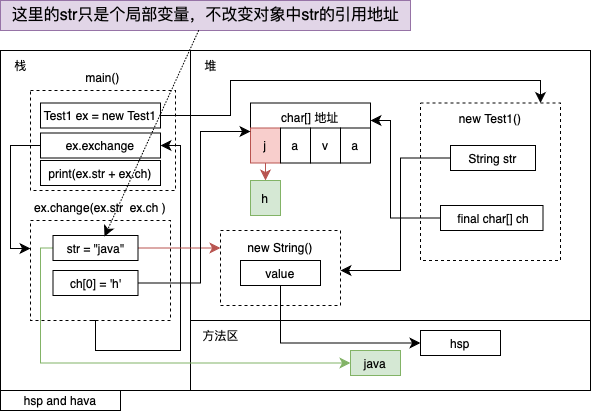 这里的str只是个局部变量，不改变对象中str的引用地址
栈
main()
Test1 ex = new Test1
ex.exchange
print(ex.str + ex.ch)
ex.change(ex.str  ex.ch )
str = "java"
ch[0] = 'h'
堆
char[] 地址
j
a
v
a
h
new Test1()
String str
final char[] ch
new String()
value
方法区
hsp
java
hsp and hava